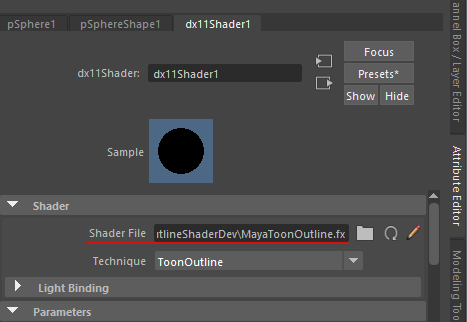 pSphere1 pSphereShape1 dx11Shader1
dx11Shader: dx11Shader1
Focus
Presets*
Show Hide
Sample
Shader
Shader File utlineShaderDev\MayaToonOutline.fx
Technique ToonOutline
Light Binding
Parameters
annel Box / Layer Editor
Attribute Editor
Modeling Too